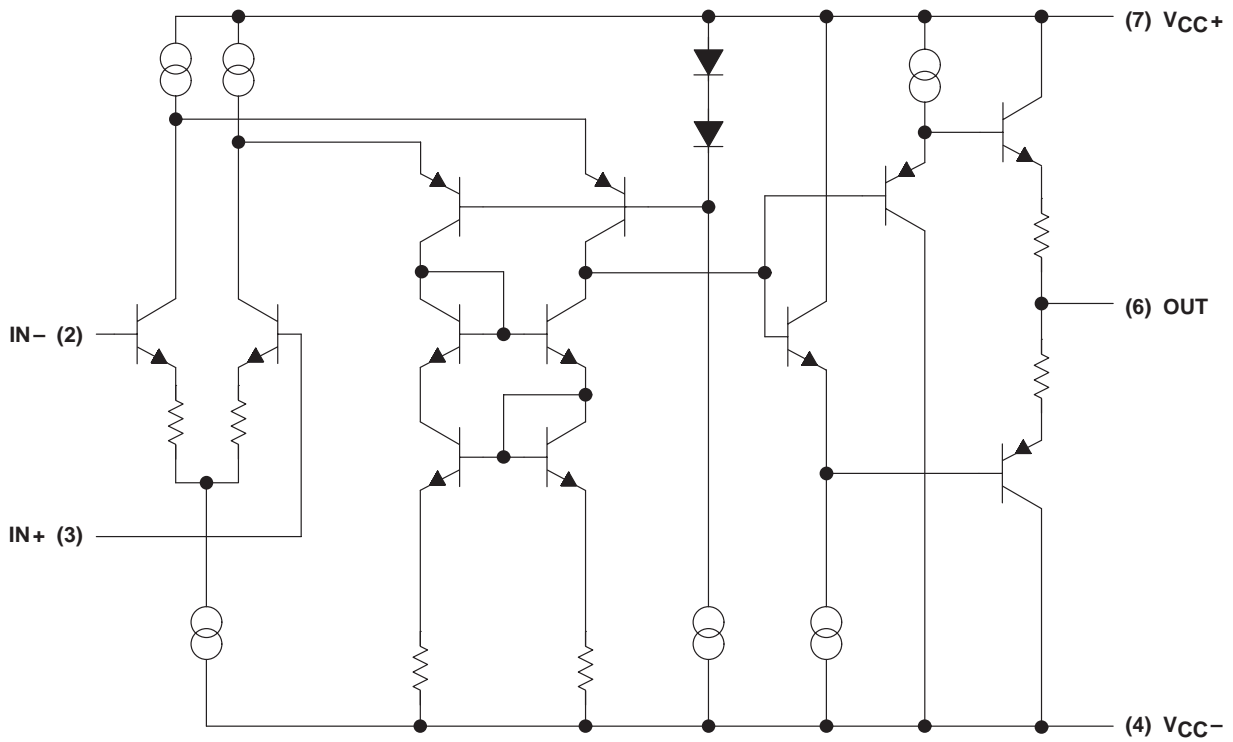 (7) VCC+
IN− (2)
(6) OUT
IN+ (3)
(4) VCC−